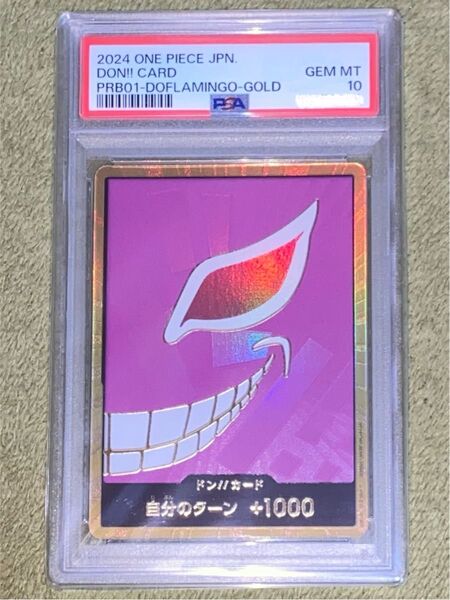 2024 ONE PIECE JPN.
DON!! CARD GEM MT
PRB01-DOFLAMINGO-GOLD 10
PSA
ドン!!カード
自分のターン +1000